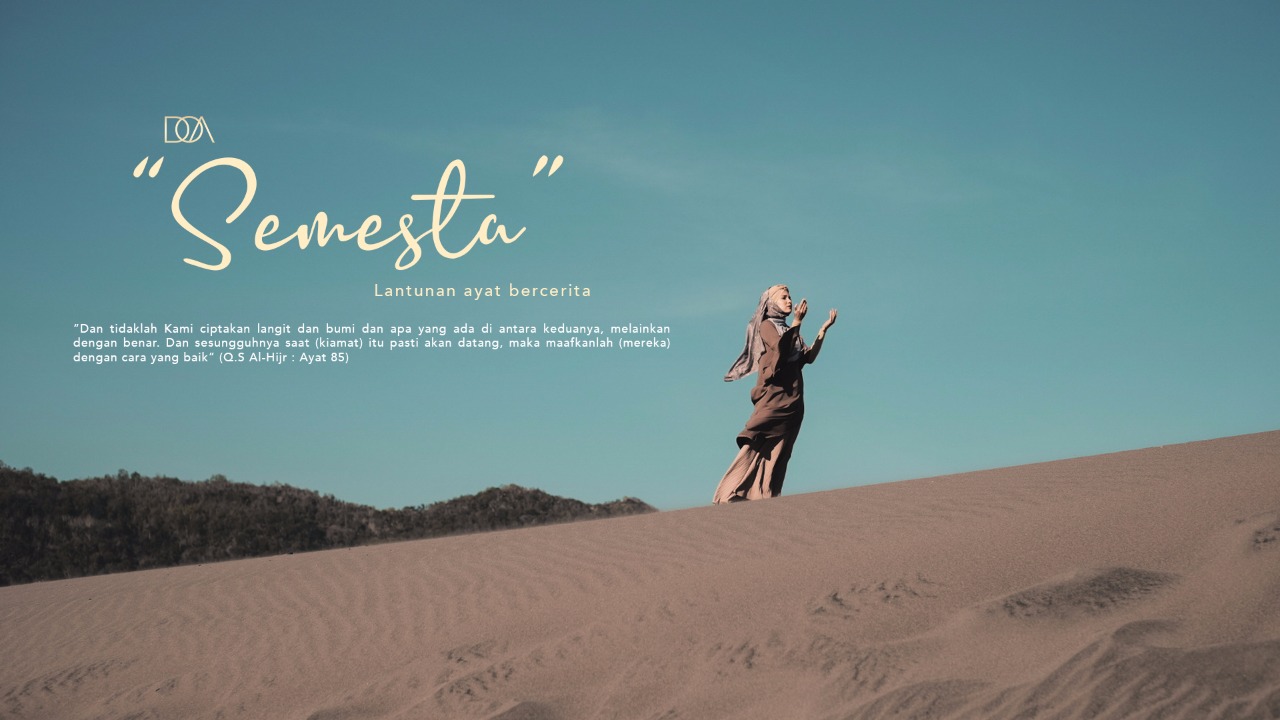 DOA
“Semesta”
Lantunan ayat bercerita
“Dan tidaklah Kami ciptakan langit dan bumi dan apa yang ada di antara keduanya, melainkan
dengan benar. Dan sesungguhnya saat (kiamat) itu pasti akan datang, maka maafkanlah (mereka)
dengan cara yang baik” (Q.S Al-Hijr : Ayat 85)